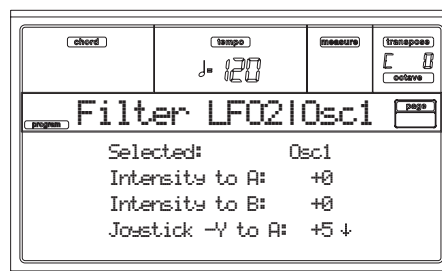 chord tempo measure transpose
♩= 120 C 0
octave
program Filter LFO2|Osc1 page
Selected: Osc1
Intensity to A: +0
Intensity to B: +0
Joystick -Y to A: +5 ↓